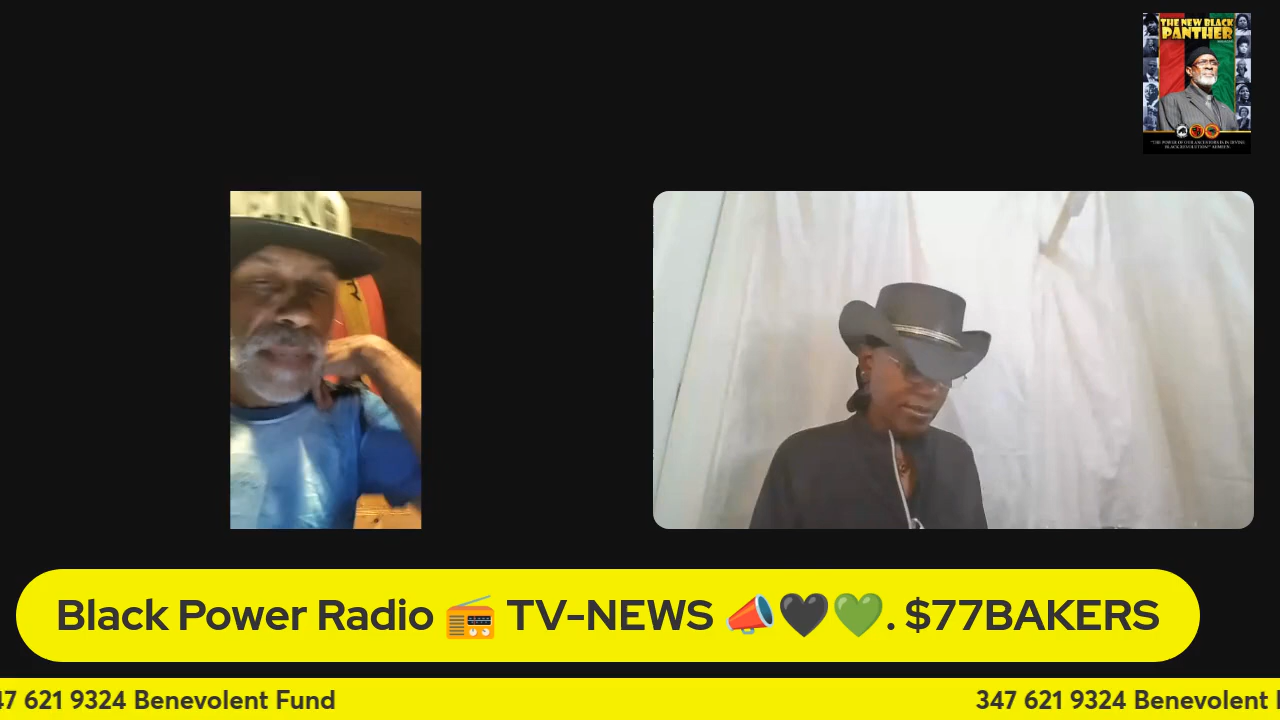 THE NEW BLACK
PANTHER
Black Power Radio 📻 TV-NEWS 📣🖤💚. $77BAKERS
47 621 9324 Benevolent Fund
347 621 9324 Benevolent